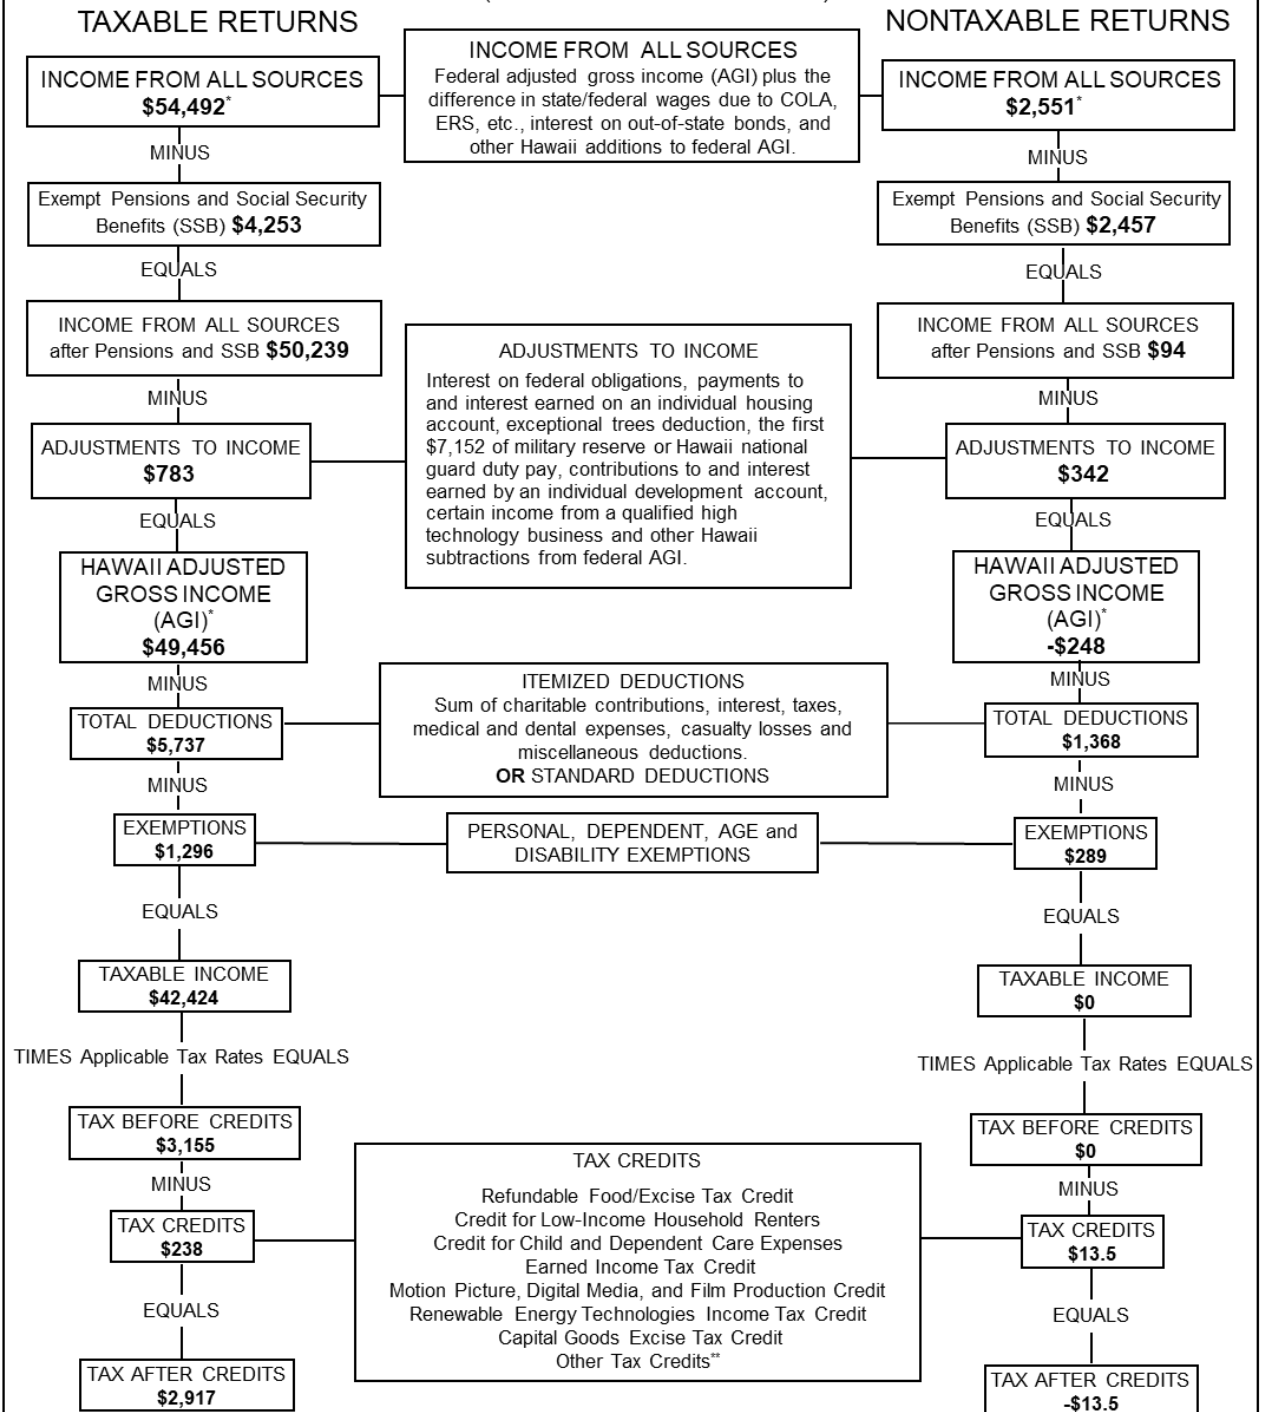 TAXABLE RETURNS
NONTAXABLE RETURNS
INCOME FROM ALL SOURCES
Federal adjusted gross income (AGI) plus the
difference in state/federal wages due to COLA,
ERS, etc., interest on out-of-state bonds, and
other Hawaii additions to federal AGI.
INCOME FROM ALL SOURCES
$54,492*
INCOME FROM ALL SOURCES
$2,551*
MINUS
MINUS
Exempt Pensions and Social Security
Benefits (SSB) $4,253
Exempt Pensions and Social Security
Benefits (SSB) $2,457
EQUALS
EQUALS
INCOME FROM ALL SOURCES
after Pensions and SSB $50,239
INCOME FROM ALL SOURCES
after Pensions and SSB $94
MINUS
MINUS
ADJUSTMENTS TO INCOME
Interest on federal obligations, payments to
and interest earned on an individual housing
account, exceptional trees deduction, the first
$7,152 of military reserve or Hawaii national
guard duty pay, contributions to and interest
earned by an individual development account,
certain income from a qualified high
technology business and other Hawaii
subtractions from federal AGI.
ADJUSTMENTS TO INCOME
$783
ADJUSTMENTS TO INCOME
$342
EQUALS
EQUALS
HAWAII ADJUSTED
GROSS INCOME
(AGI)*
$49,456
HAWAII ADJUSTED
GROSS INCOME
(AGI)*
-$248
MINUS
MINUS
ITEMIZED DEDUCTIONS
Sum of charitable contributions, interest, taxes,
medical and dental expenses, casualty losses and
miscellaneous deductions.
OR STANDARD DEDUCTIONS
TOTAL DEDUCTIONS
$5,737
TOTAL DEDUCTIONS
$1,368
MINUS
MINUS
EXEMPTIONS
$1,296
PERSONAL, DEPENDENT, AGE and
DISABILITY EXEMPTIONS
EXEMPTIONS
$289
EQUALS
EQUALS
TAXABLE INCOME
$42,424
TAXABLE INCOME
$0
TIMES Applicable Tax Rates EQUALS
TIMES Applicable Tax Rates EQUALS
TAX BEFORE CREDITS
$3,155
TAX BEFORE CREDITS
$0
MINUS
MINUS
TAX CREDITS
Refundable Food/Excise Tax Credit
Credit for Low-Income Household Renters
Credit for Child and Dependent Care Expenses
Earned Income Tax Credit
Motion Picture, Digital Media, and Film Production Credit
Renewable Energy Technologies Income Tax Credit
Capital Goods Excise Tax Credit
Other Tax Credits**
TAX CREDITS
$238
TAX CREDITS
$13.5
EQUALS
EQUALS
TAX AFTER CREDITS
$2,917
TAX AFTER CREDITS
-$13.5